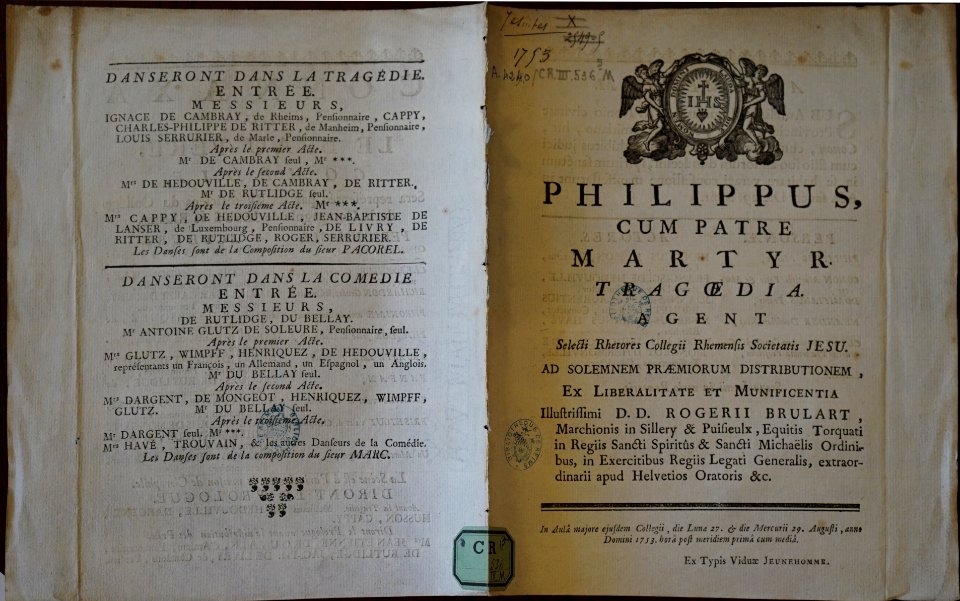 DANSERONT DANS LA TRAGÉDIE.
ENTRÉE.
MESSIEURS,
IGNACE DE CAMBRAY, de Rheims, Penſionnaire, CAPPY,
CHARLES-PHILIPPE DE RITTER, de Manheim, Penſionnaire,
LOUIS SERRURIER, de Marle, Penſionnaire.
Après le premier Acte.
Mr DE CAMBRAY ſeul, Mr ***.
Après le ſecond Acte.
Mrs DE HEDOUVILLE, DE CAMBRAY, DE RITTER,
Mr DE RUTLIDGE ſeul.
Après le troiſième Acte. Mr ***.
Mrs CAPPY, DE HEDOUVILLE, JEAN-BAPTISTE DE
LANSER, de Luxembourg, Penſionnaire, DE LIVRY, DE
RITTER, DE RUTLIDGE, ROGER, SERRURIER.
Les Danſes ſont de la Compoſition du ſieur PACOREL.
DANSERONT DANS LA COMEDIE
ENTRÉE.
MESSIEURS,
DE RUTLIDGE, DU BELLAY.
Mr ANTOINE GLUTZ DE SOLEURE, Penſionnaire, ſeul.
Après le premier Acte.
Mrs GLUTZ, WIMPFF, HENRIQUEZ, DE HEDOUVILLE,
repréſentants un François, un Allemand, un Eſpagnol, un Anglois.
Mr DU BELLAY ſeul.
Après le ſecond Acte.
Mrs DARGENT, DE MONGEOT, HENRIQUEZ, WIMPFF,
GLUTZ. Mr DU BELLAY ſeul.
Après le troiſième Acte,
Mr DARGENT ſeul. Mr ***.
Mrs HAVÉ, TROUVAIN, & les autres Danſeurs de la Comédie.
Les Danſes ſont de la compoſition du ſieur MARC.
CR
Jesuites X
1753
IHS
PHILIPPUS,
CUM PATRE
MARTYR.
TRAGŒDIA.
AGENT
Selecti Rhetores Collegii Rhemenſis Societatis JESU.
AD SOLEMNEM PRÆMIORUM DISTRIBUTIONEM,
EX LIBERALITATE ET MUNIFICENTIA
Illuſtriſſimi D. D. ROGERII BRULART,
Marchionis in Sillery & Puiſieulx, Equitis Torquati
in Regiis Sancti Spiritûs & Sancti Michaëlis Ordini-
bus, in Exercitibus Regiis Legati Generalis, extraor-
dinarii apud Helvetios Oratoris &c.
In Aulâ majore ejuſdem Collegii, die Lunæ 27. & die Mercurii 29. Auguſti, anno
Domini 1753. horâ poſt meridiem primâ cum mediâ.
Ex Typis Viduæ JEUNEHOMME.